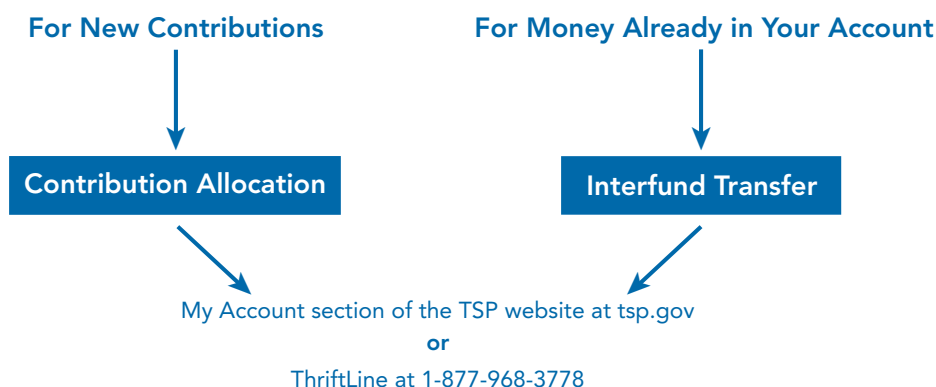 For New Contributions
For Money Already in Your Account
Contribution Allocation
Interfund Transfer
My Account section of the TSP website at tsp.gov
or
ThriftLine at 1-877-968-3778